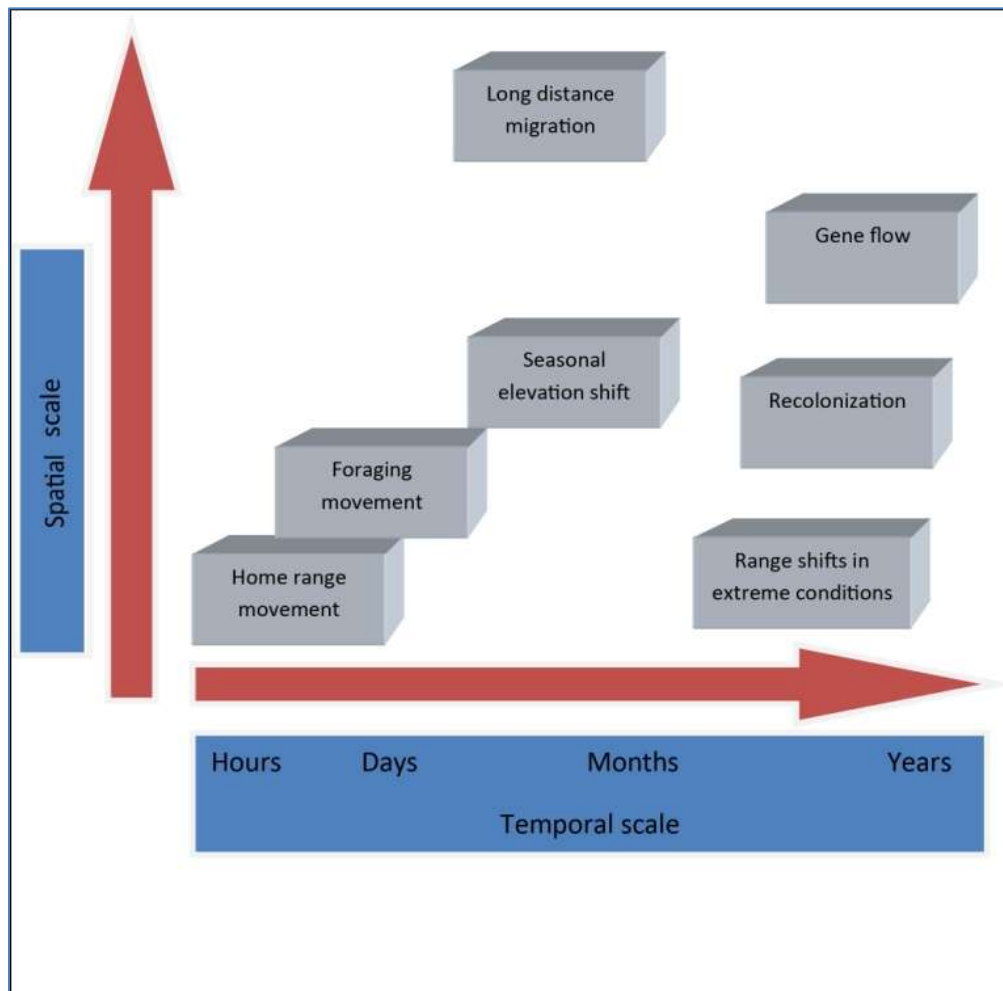 Long distance
migration
Gene flow
Seasonal
elevation shift
Recolonization
Foraging
movement
Home range
movement
Range shifts in
extreme conditions
Spatial scale
Hours Days Months Years
Temporal scale